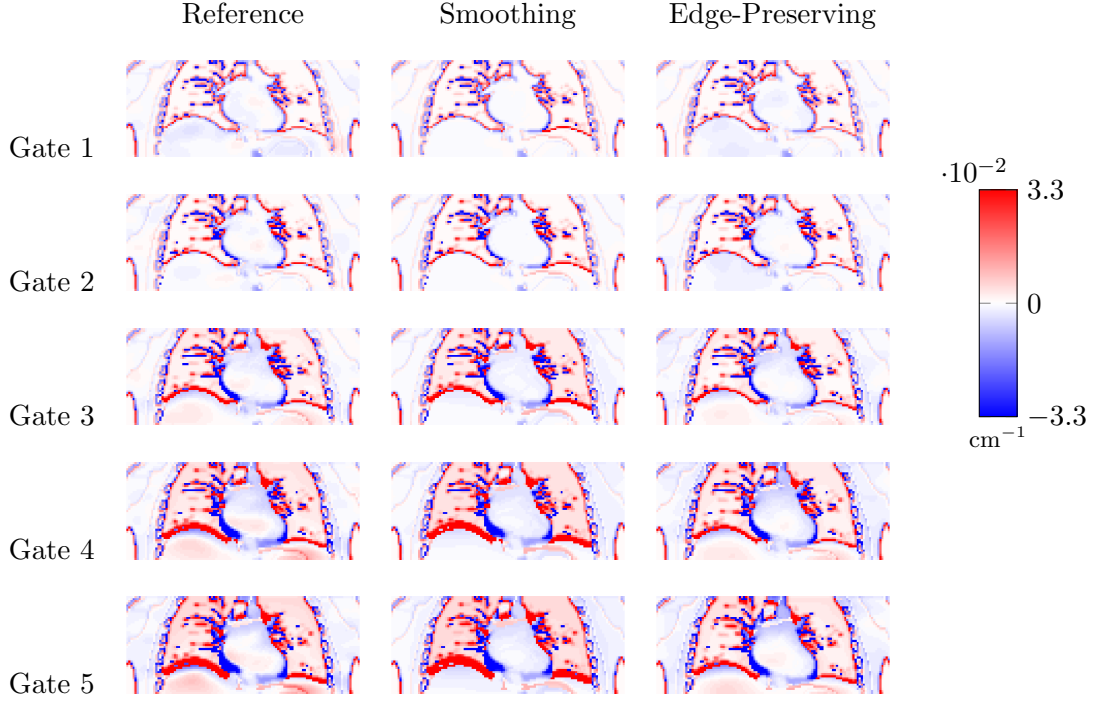 Reference Smoothing Edge-Preserving
Gate 1
Gate 2
Gate 3
Gate 4
Gate 5
·10⁻²
3.3
0
−3.3
cm⁻¹